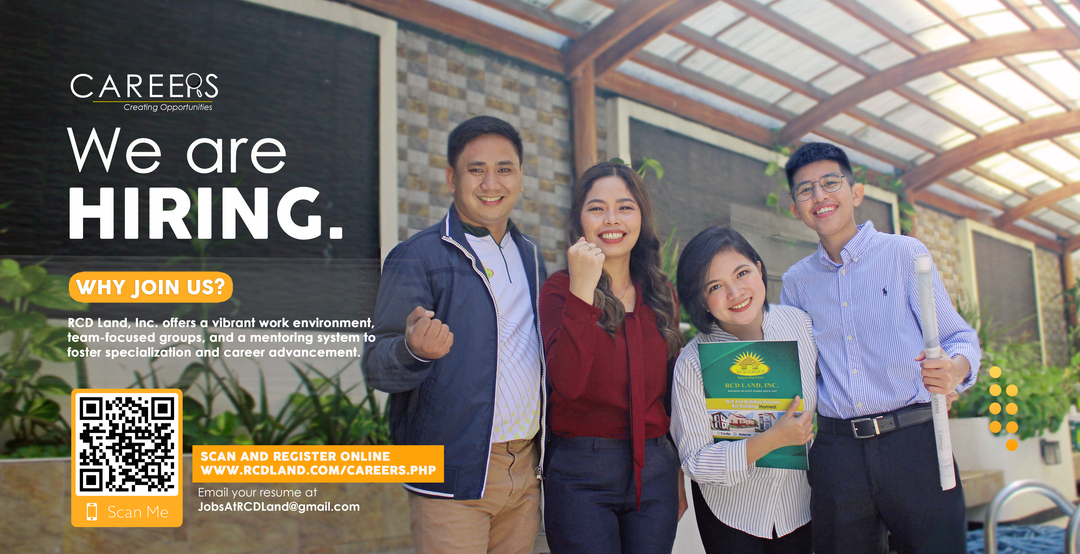 CAREERS
Creating Opportunities
We are
HIRING.
WHY JOIN US?
RCD Land, Inc. offers a vibrant work environment,
team-focused groups, and a mentoring system to
foster specialization and career advancement.
SCAN AND REGISTER ONLINE
WWW.RCDLAND.COM/CAREERS.PHP
Scan Me
Email your resume at
JobsAtRCDLand@gmail.com
RCD LAND, INC.